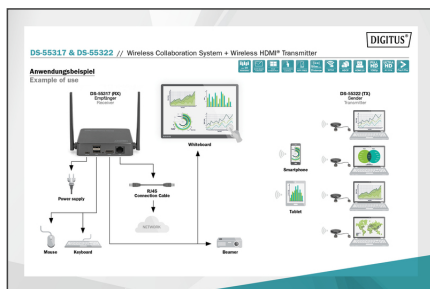 DIGITUS®
DS-55317 & DS-55322 // Wireless Collaboration System + Wireless HDMI® Transmitter
Anwendungsbeispiel
Example of use
DS-55317 (RX)
Empfänger
Receiver
Whiteboard
DS-55322 (TX)
Sender
Transmitter
Smartphone
Tablet
Power supply
RJ45
Connection Cable
NETWORK
Mouse
Keyboard
Beamer